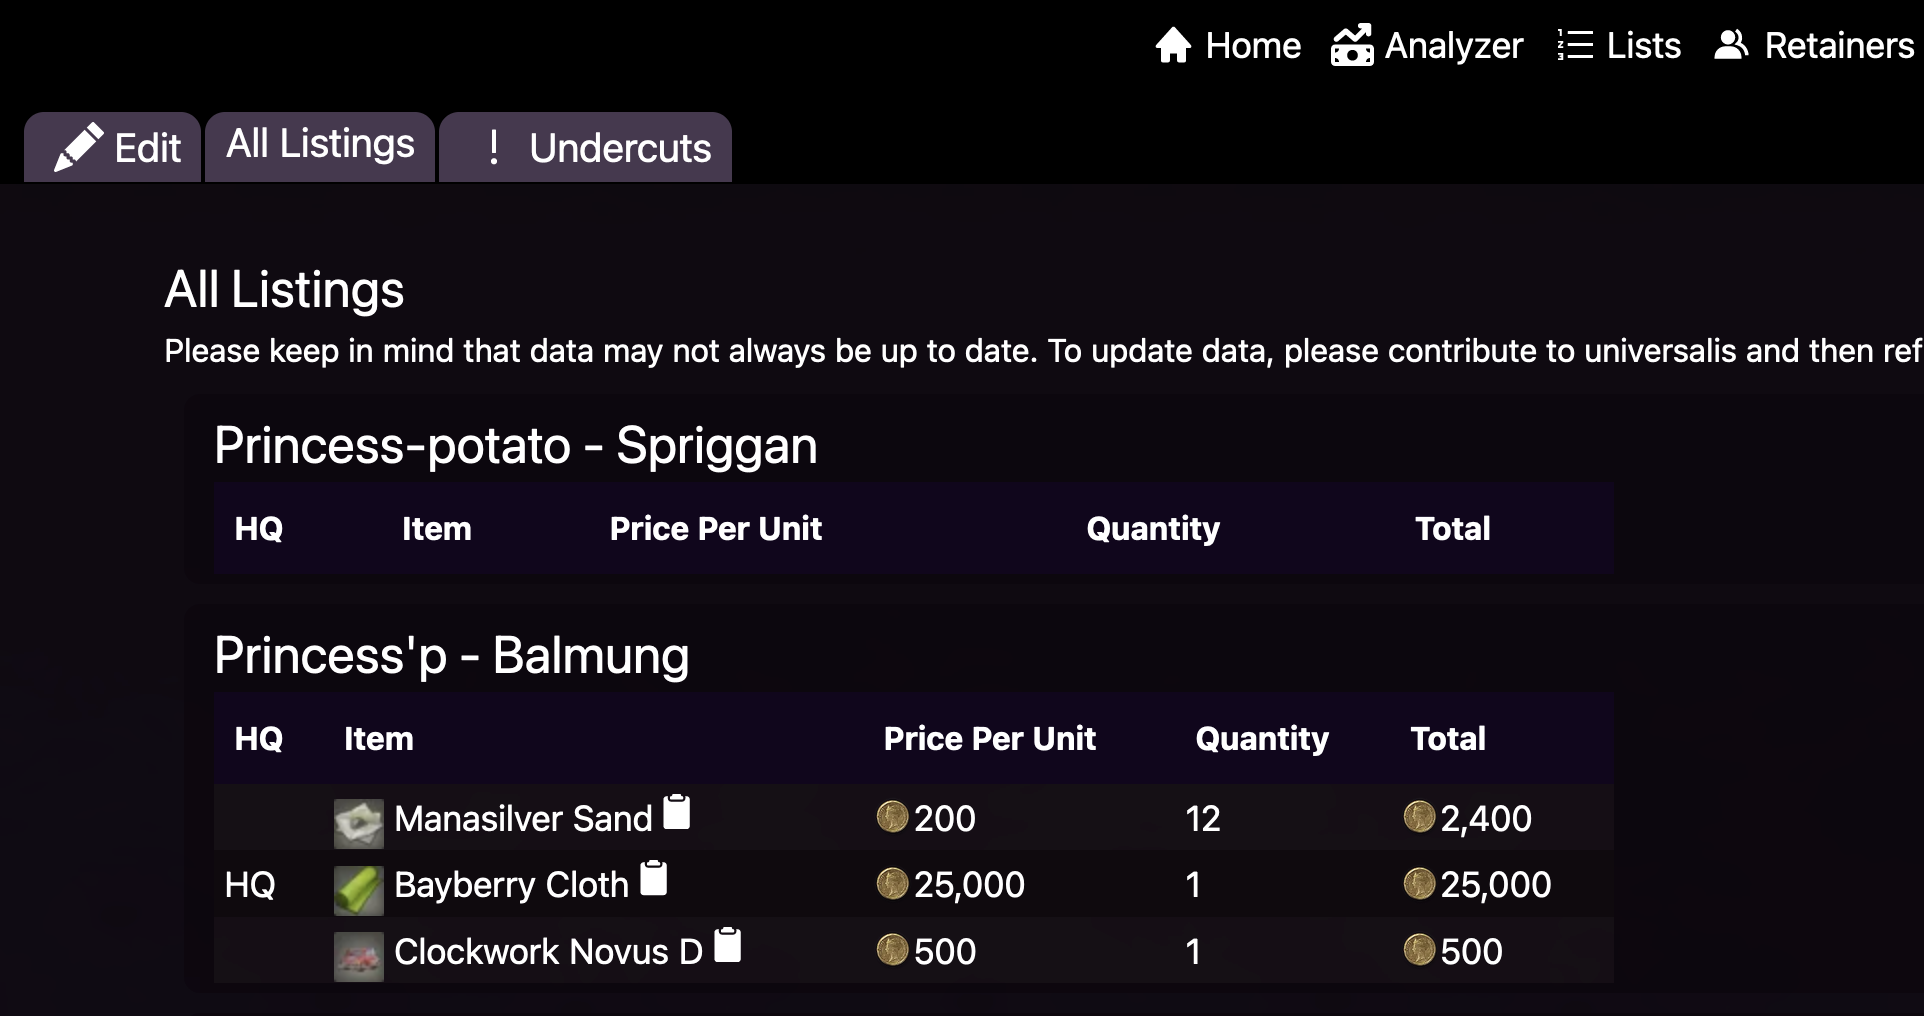 Home Analyzer Lists Retainers
Edit All Listings ! Undercuts
All Listings
Please keep in mind that data may not always be up to date. To update data, please contribute to universalis and then ref
Princess-potato - Spriggan
HQ Item Price Per Unit Quantity Total
Princess'p - Balmung
HQ Item Price Per Unit Quantity Total
Manasilver Sand 200 12 2,400
HQ Bayberry Cloth 25,000 1 25,000
Clockwork Novus D 500 1 500